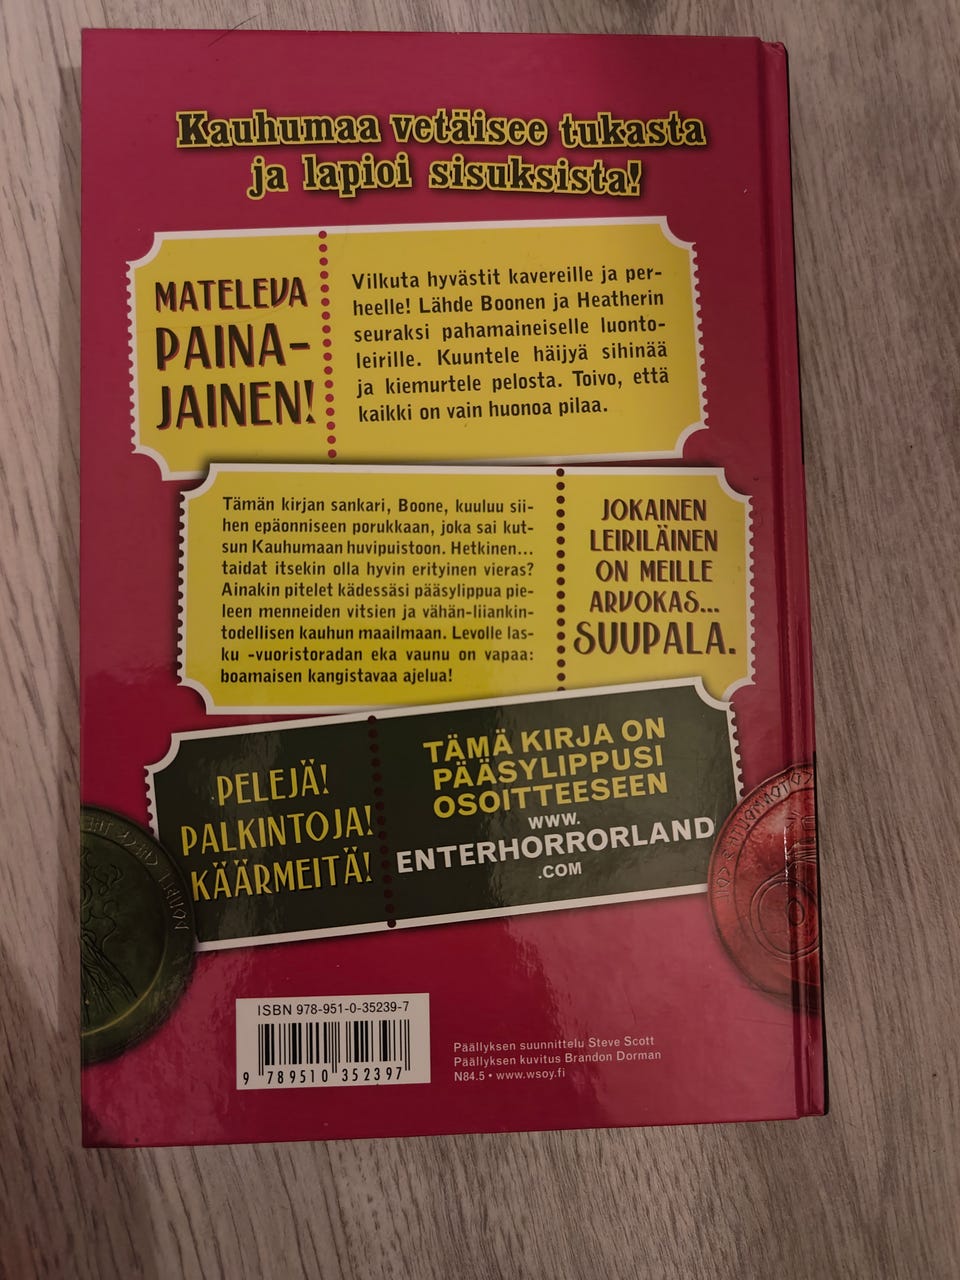 Kauhumaa vetäisee tukasta
ja lapioi sisuksista!
MATELEVA
PAINA-
JAINEN!
Vilkuta hyvästit kavereille ja per-
heelle! Lähde Boonen ja Heatherin
seuraksi pahamaineiselle luonto-
leirille. Kuuntele häijyä sihinää
ja kiemurtele pelosta. Toivo, että
kaikki on vain huonoa pilaa.
Tämän kirjan sankari, Boone, kuuluu sii-
hen epäonniseen porukkaan, joka sai kut-
sun Kauhumaan huvipuistoon. Hetkinen...
taidat itsekin olla hyvin erityinen vieras?
Ainakin pitelet kädessäsi pääsylippua pie-
leen menneiden vitsien ja vähän-liiankin-
todellisen kauhun maailmaan. Levolle las-
ku -vuoristoradan eka vaunu on vapaa:
boamaisen kangistavaa ajelua!
JOKAINEN
LEIRILÄINEN
ON MEILLE
ARVOKAS...
SUUPALA.
PELEJÄ!
PALKINTOJA!
KÄÄRMEITÄ!
TÄMÄ KIRJA ON
PÄÄSYLIPPUSI
OSOITTEESEEN
WWW.
ENTERHORRORLAND
.COM
ISBN 978-951-0-35239-7
9 789510 352397
Päällyksen suunnittelu Steve Scott
Päällyksen kuvitus Brandon Dorman
N84.5 • www.wsoy.fi